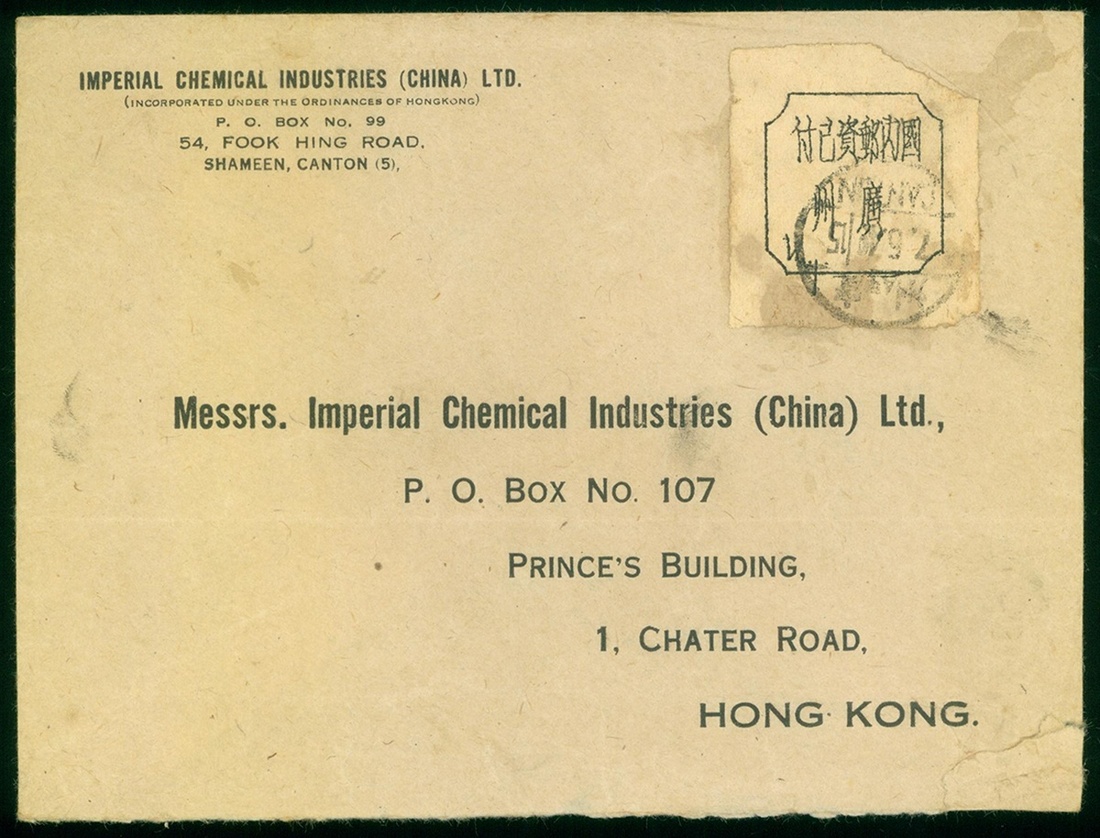 IMPERIAL CHEMICAL INDUSTRIES (CHINA) LTD.
(INCORPORATED UNDER THE ORDINANCES OF HONGKONG)
P. O. BOX No. 99
54, FOOK HING ROAD,
SHAMEEN, CANTON (5),
國內郵資已付
廣州
CANTON
Messrs. Imperial Chemical Industries (China) Ltd.,
P. O. BOX NO. 107
PRINCE'S BUILDING,
1, CHATER ROAD,
HONG KONG.